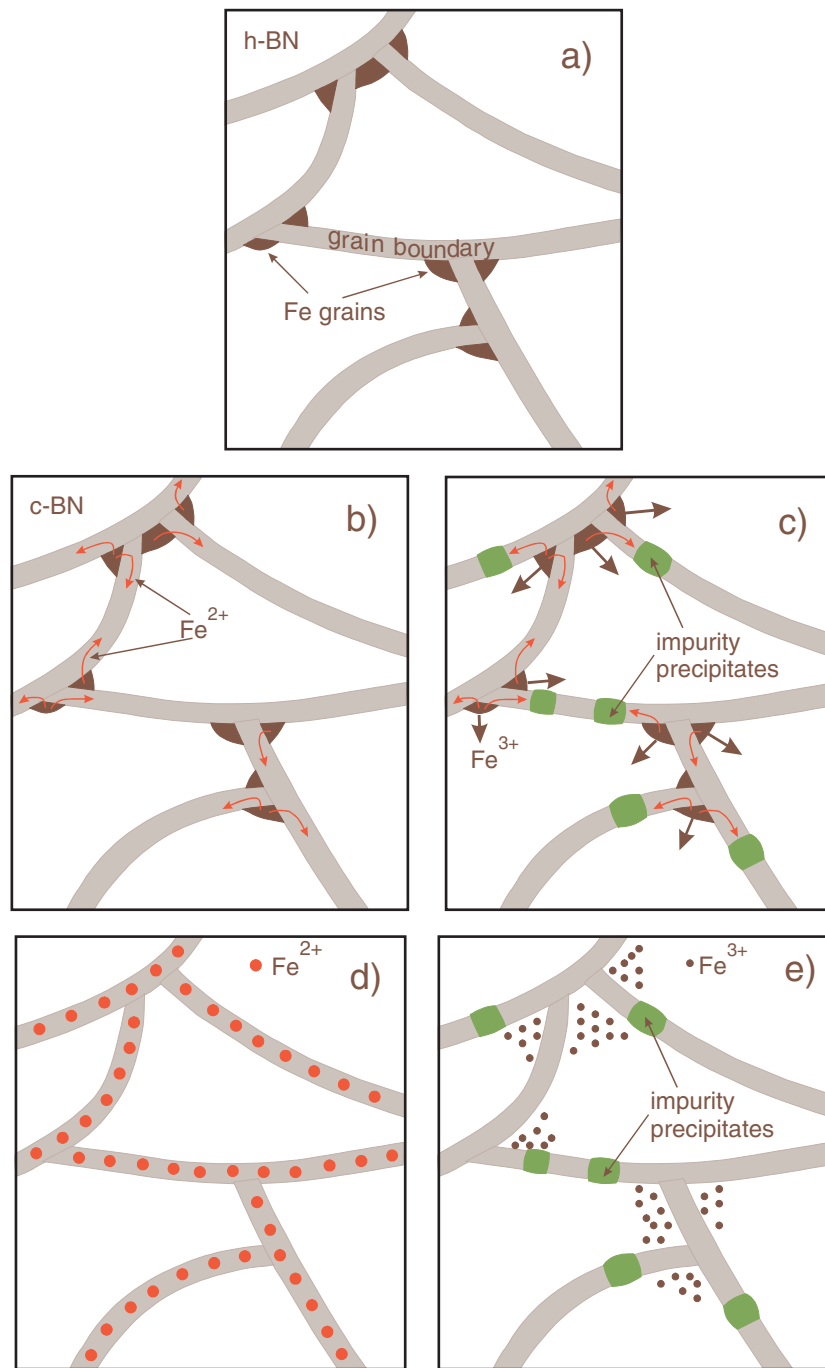 h-BN
a)
grain boundary
Fe grains
c-BN
b)
Fe2+
c)
impurity
precipitates
Fe3+
Fe2+
d)
Fe3+
e)
impurity
precipitates